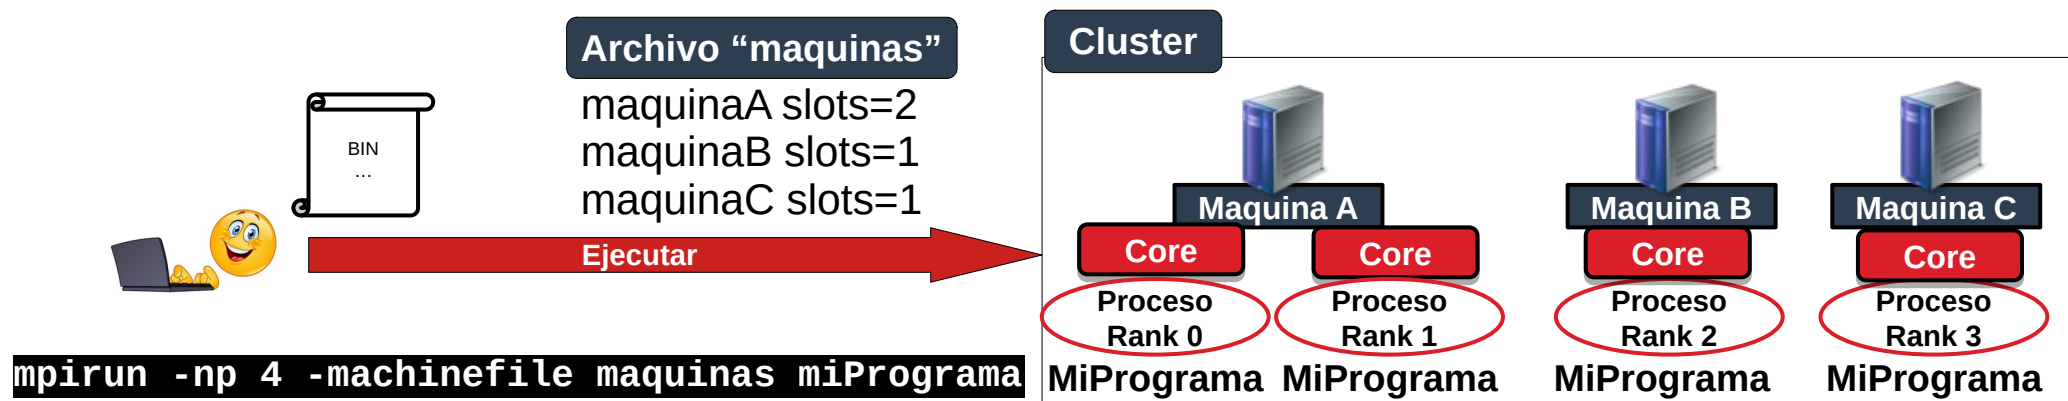 Archivo “maquinas”
maquinaA slots=2
maquinaB slots=1
maquinaC slots=1
BIN
...
Ejecutar
mpirun -np 4 -machinefile maquinas miPrograma
Cluster
Maquina A
Maquina B
Maquina C
Core
Core
Core
Core
Proceso
Rank 0
Proceso
Rank 1
Proceso
Rank 2
Proceso
Rank 3
MiPrograma
MiPrograma
MiPrograma
MiPrograma